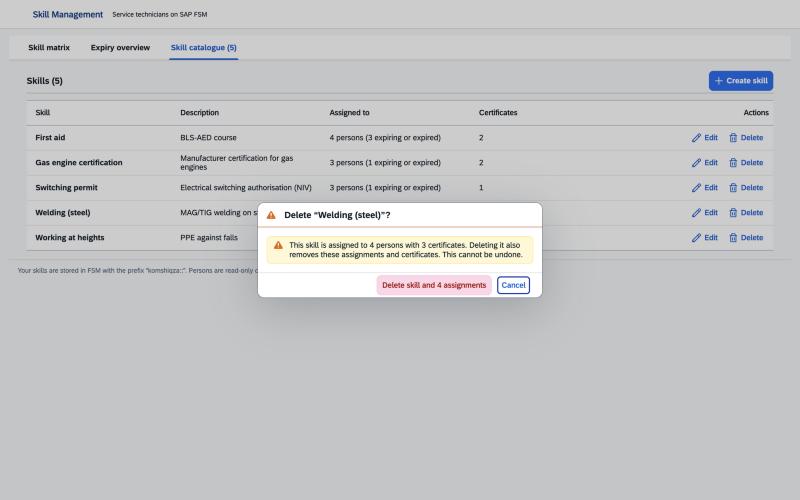 Skill Management Service technicians on SAP FSM
Skill matrix Expiry overview Skill catalogue (5)
Skills (5) Create skill
Skill Description Assigned to Certificates Actions
First aid BLS-AED course 4 persons (3 expiring or expired) 2 Edit Delete
Gas engine certification Manufacturer certification for gas engines 3 persons (1 expiring or expired) 2 Edit Delete
Switching permit Electrical switching authorisation (NIV) 3 persons (1 expiring or expired) 1 Edit Delete
Welding (steel) MAG/TIG welding on s Edit Delete
Working at heights PPE against falls Edit Delete
Your skills are stored in FSM with the prefix "komshiqza::". Persons are read-only
Delete “Welding (steel)”?
This skill is assigned to 4 persons with 3 certificates. Deleting it also
removes these assignments and certificates. This cannot be undone.
Delete skill and 4 assignments Cancel